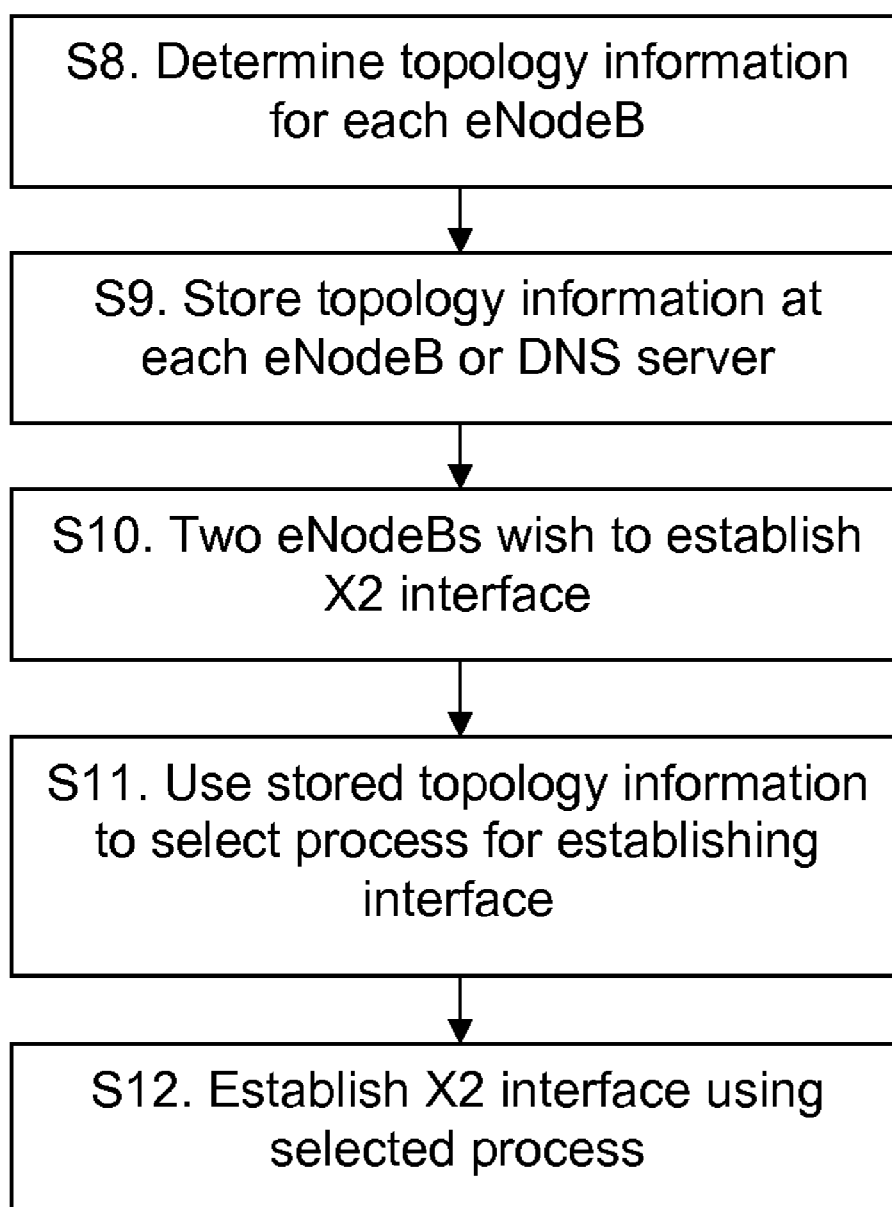 S8. Determine topology information
for each eNodeB
S9. Store topology information at
each eNodeB or DNS server
S10. Two eNodeBs wish to establish
X2 interface
S11. Use stored topology information
to select process for establishing
interface
S12. Establish X2 interface using
selected process